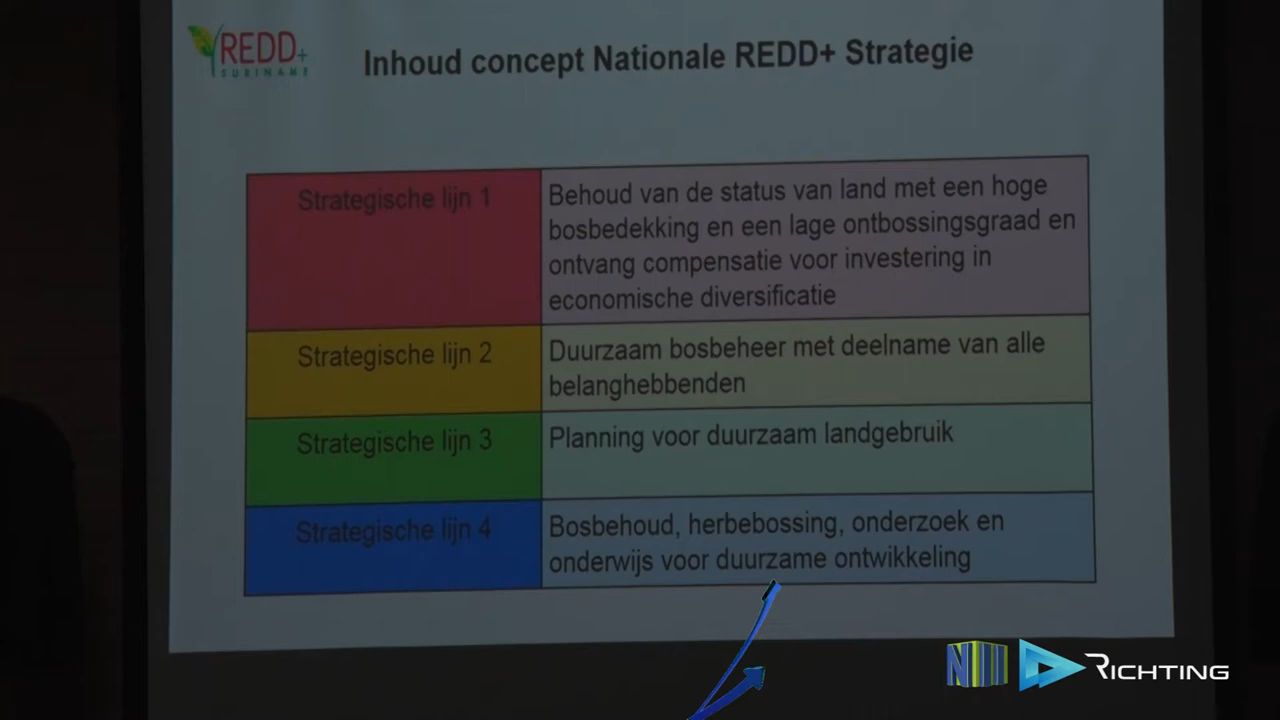 REDD+
SURINAME
Inhoud concept Nationale REDD+ Strategie
Strategische lijn 1
Behoud van de status van land met een hoge
bosbedekking en een lage ontbossingsgraad en
ontvang compensatie voor investering in
economische diversificatie
Strategische lijn 2
Duurzaam bosbeheer met deelname van alle
belanghebbenden
Strategische lijn 3
Planning voor duurzaam landgebruik
Strategische lijn 4
Bosbehoud, herbebossing, onderzoek en
onderwijs voor duurzame ontwikkeling
RICHTING